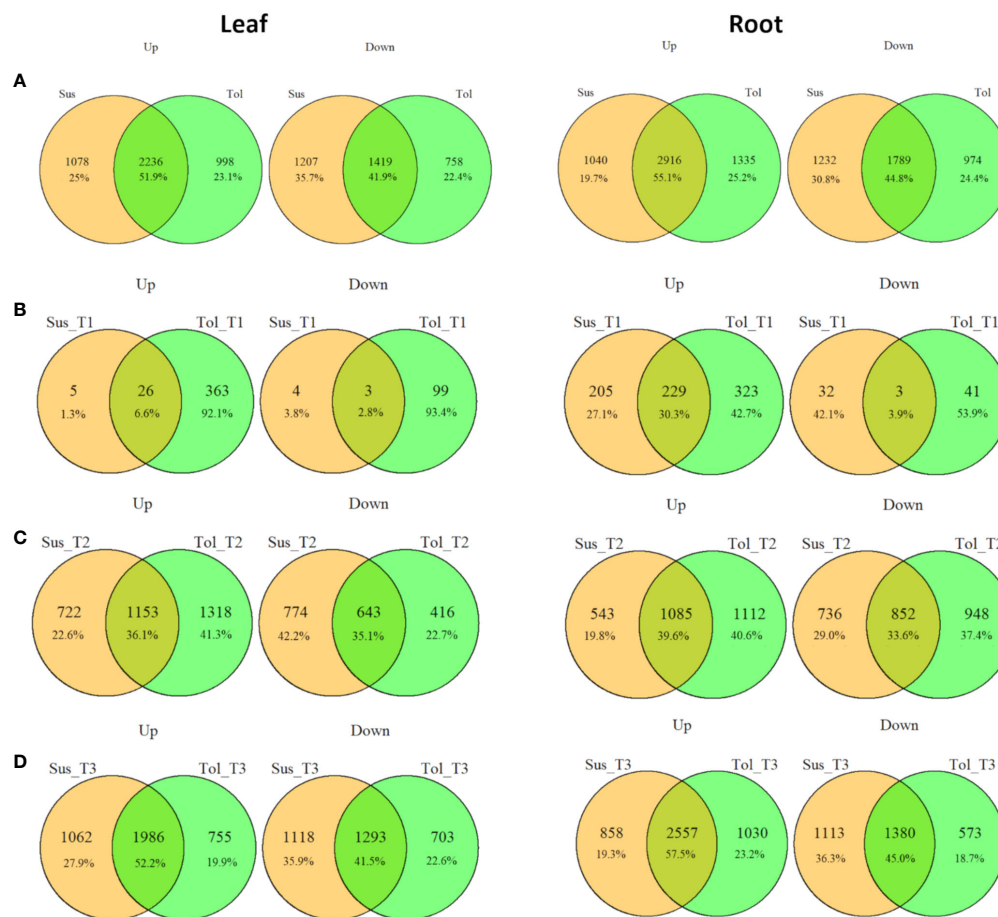 Leaf
Root
Up
Down
Up
Down
A
Sus
Tol
Sus
Tol
Sus
Tol
Sus
Tol
1078
2236
998
25%
51.9%
23.1%
1207
1419
758
35.7%
41.9%
22.4%
1040
2916
1335
19.7%
55.1%
25.2%
1232
1789
974
30.8%
44.8%
24.4%
Up
Down
Up
Down
B
Sus_T1
Tol_T1
Sus_T1
Tol_T1
Sus_T1
Tol_T1
Sus_T1
Tol_T1
5
26
363
1.3%
6.6%
92.1%
4
3
99
3.8%
2.8%
93.4%
205
229
323
27.1%
30.3%
42.7%
32
3
41
42.1%
3.9%
53.9%
Up
Down
Up
Down
C
Sus_T2
Tol_T2
Sus_T2
Tol_T2
Sus_T2
Tol_T2
Sus_T2
Tol_T2
722
1153
1318
22.6%
36.1%
41.3%
774
643
416
42.2%
35.1%
22.7%
543
1085
1112
19.8%
39.6%
40.6%
736
852
948
29.0%
33.6%
37.4%
Up
Down
Up
Down
D
Sus_T3
Tol_T3
Sus_T3
Tol_T3
Sus_T3
Tol_T3
Sus_T3
Tol_T3
1062
1986
755
27.9%
52.2%
19.9%
1118
1293
703
35.9%
41.5%
22.6%
858
2557
1030
19.3%
57.5%
23.2%
1113
1380
573
36.3%
45.0%
18.7%